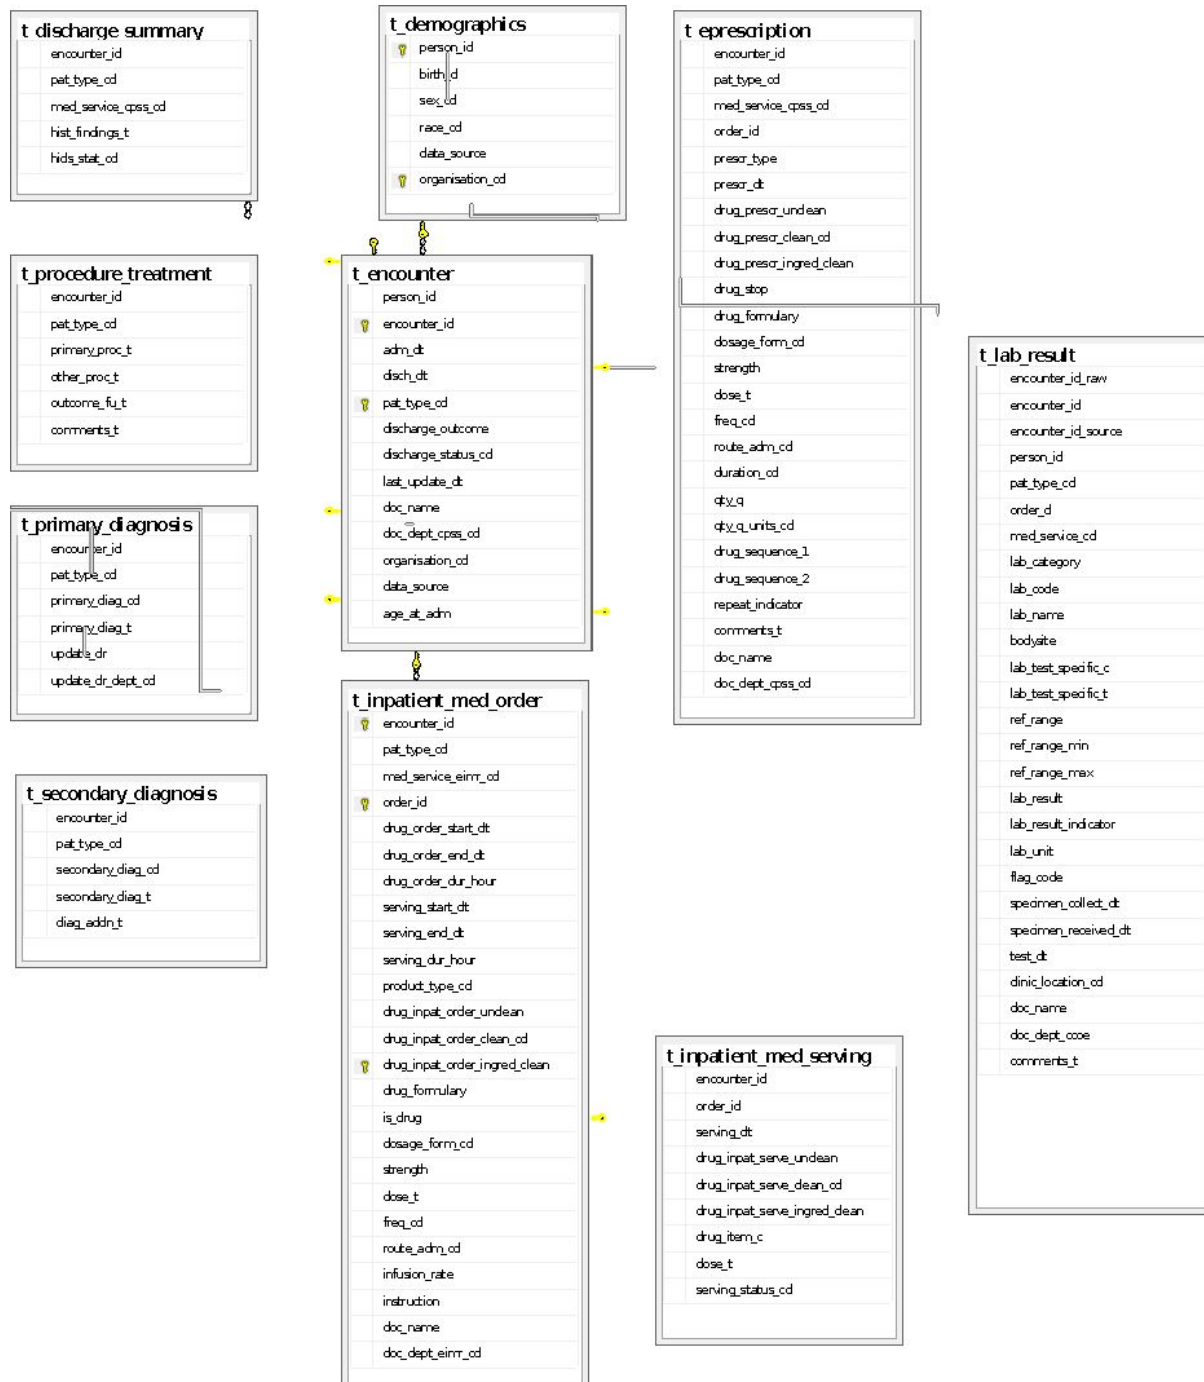 t_discharge_summary
encounter_id
pat_type_cd
med_service_cpss_cd
hist_findings_t
hids_stat_cd
t_demographics
person_id
birth_d
sex_cd
race_cd
data_source
organisation_cd
t_eprescription
encounter_id
pat_type_cd
med_service_cpss_cd
order_id
prescr_type
prescr_dt
drug_prescr_unclean
drug_prescr_clean_cd
drug_prescr_ingred_clean
drug_stop
drug_formulary
dosage_form_cd
strength
dose_t
freq_cd
route_adm_cd
duration_cd
qty_q
qty_q_units_cd
drug_sequence_1
drug_sequence_2
repeat_indicator
comments_t
doc_name
doc_dept_cpss_cd
t_procedure_treatment
encounter_id
pat_type_cd
primary_proc_t
other_proc_t
outcome_fu_t
comments_t
t_encounter
person_id
encounter_id
adm_dt
disch_dt
pat_type_cd
discharge_outcome
discharge_status_cd
last_update_dt
doc_name
doc_dept_cpss_cd
organisation_cd
data_source
age_at_adm
t_lab_result
encounter_id_raw
encounter_id
encounter_id_source
person_id
pat_type_cd
order_d
med_service_cd
lab_category
lab_code
lab_name
bodysite
lab_test_specific_c
lab_test_specific_t
ref_range
ref_range_min
ref_range_max
lab_result
lab_result_indicator
lab_unit
flag_code
specimen_collect_dt
specimen_received_dt
test_dt
clinic_location_cd
doc_name
doc_dept_code
comments_t
t_primary_diagnosis
encounter_id
pat_type_cd
primary_diag_cd
primary_diag_t
update_dr
update_dr_dept_cd
t_secondary_diagnosis
encounter_id
pat_type_cd
secondary_diag_cd
secondary_diag_t
diag_addn_t
t_inpatient_med_order
encounter_id
pat_type_cd
med_service_eimr_cd
order_id
drug_order_start_dt
drug_order_end_dt
drug_order_dur_hour
serving_start_dt
serving_end_dt
serving_dur_hour
product_type_cd
drug_inpat_order_unclean
drug_inpat_order_clean_cd
drug_inpat_order_ingred_clean
drug_formulary
is_drug
dosage_form_cd
strength
dose_t
freq_cd
route_adm_cd
infusion_rate
instruction
doc_name
doc_dept_eimr_cd
t_inpatient_med_serving
encounter_id
order_id
serving_dt
drug_inpat_serve_unclean
drug_inpat_serve_clean_cd
drug_inpat_serve_ingred_clean
drug_item_c
dose_t
serving_status_cd